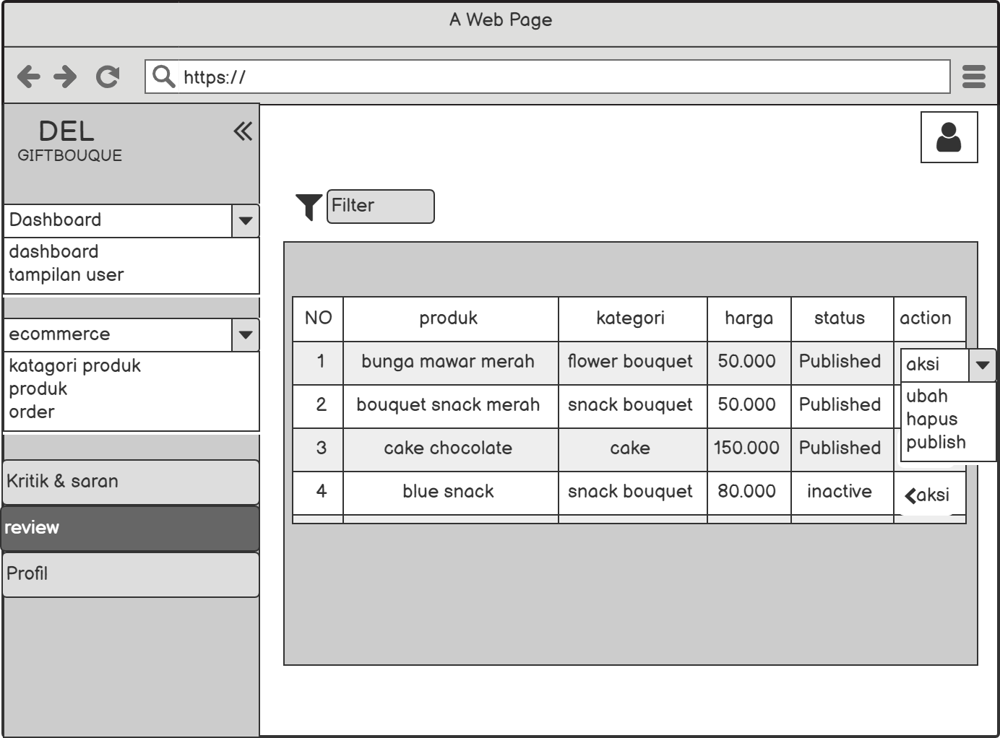 A Web Page
https://
DEL
GIFTBOUQUE
Dashboard
dashboard
tampilan user
ecommerce
katagori produk
produk
order
Kritik & saran
review
Profil
Filter
NO produk kategori harga status action
1 bunga mawar merah flower bouquet 50.000 Published
2 bouquet snack merah snack bouquet 50.000 Published
3 cake chocolate cake 150.000 Published
4 blue snack snack bouquet 80.000 inactive aksi
aksi
ubah
hapus
publish